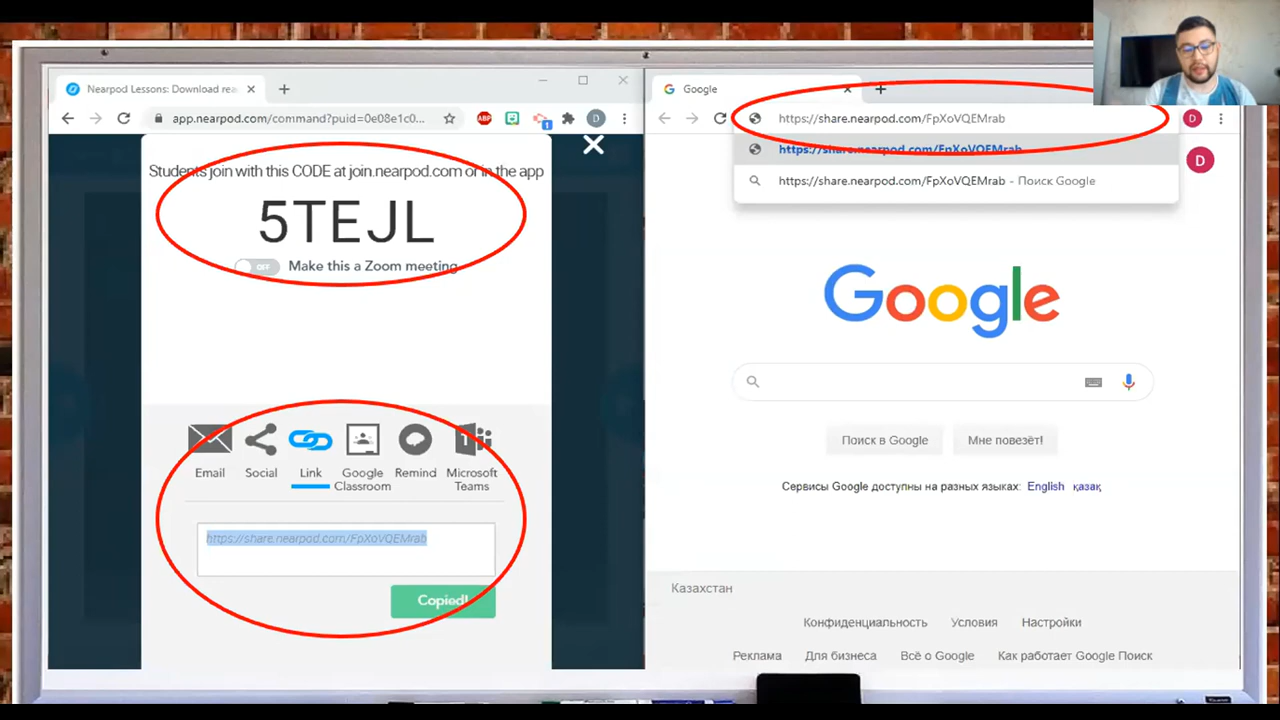 Nearpod Lessons: Download rea
app.nearpod.com/command?puid=0e08e1c0...
ABP
1
D
Students join with this CODE at join.nearpod.com or in the app
5TEJL
OFF
Make this a Zoom meeting
Email
Social
Link
Google Classroom
Remind
Microsoft Teams
https://share.nearpod.com/FpXoVQEMrab
Copied!
Google
https://share.nearpod.com/FpXoVQEMrab
D
https://share.nearpod.com/FpXoVQEMrab
D
https://share.nearpod.com/FpXoVQEMrab - Поиск Google
Google
Поиск в Google
Мне повезёт!
Сервисы Google доступны на разных языках: English қазақ
Казахстан
Конфиденциальность Условия Настройки
Реклама Для бизнеса Всё о Google Как работает Google Поиск